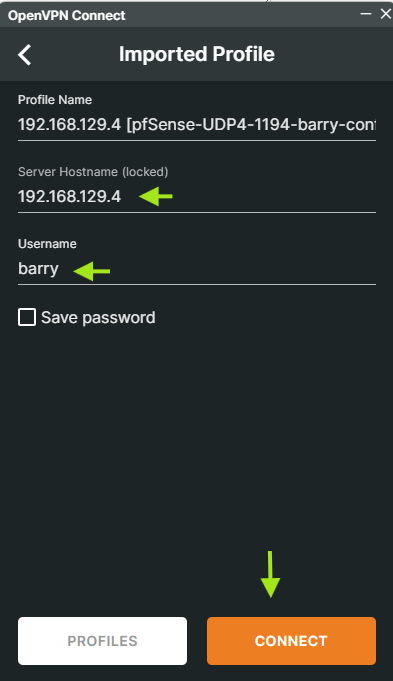 OpenVPN Connect
Imported Profile
Profile Name
192.168.129.4 [pfSense-UDP4-1194-barry-conf
Server Hostname (locked)
192.168.129.4
Username
barry
Save password
PROFILES
CONNECT